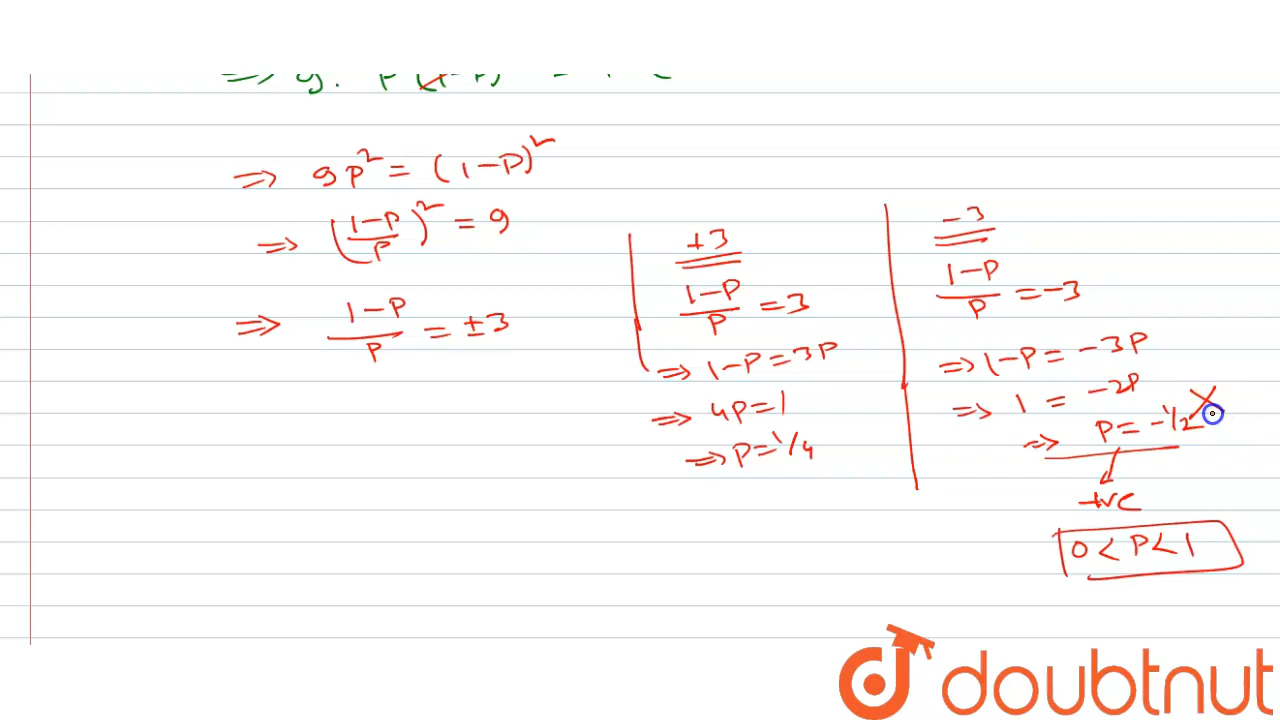 ⇒ 9p² = (1-P)²
⇒ ((1-P)/P)² = 9
⇒ (1-P)/P = ±3
+3
(1-P)/P = 3
⇒ 1-P = 3P
⇒ 4P = 1
⇒ P = 1/4
-3
(1-P)/P = -3
⇒ 1-P = -3P
⇒ 1 = -2P
⇒ P = -1/2 ×
+ve
0 < P < 1
doubtnut